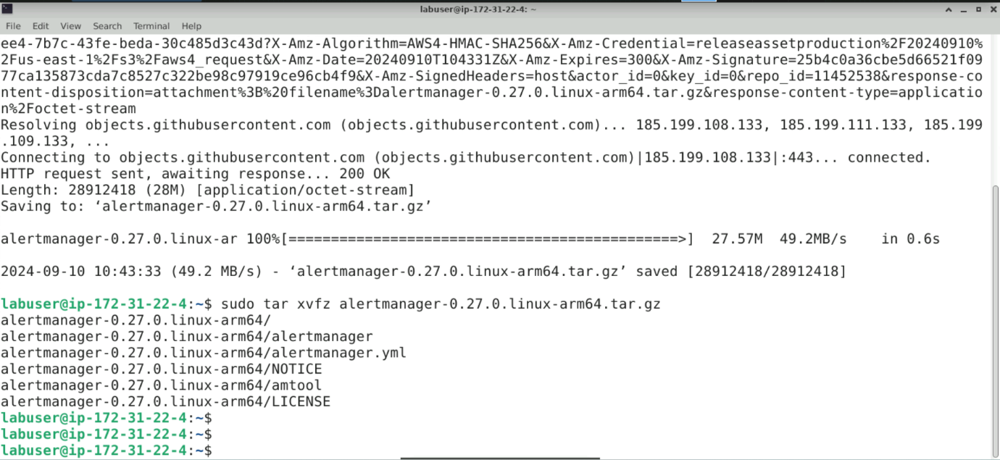 labuser@ip-172-31-22-4: ~
File Edit View Search Terminal Help
ee4-7b7c-43fe-beda-30c485d3c43d?X-Amz-Algorithm=AWS4-HMAC-SHA256&X-Amz-Credential=releaseassetproduction%2F20240910%
2Fus-east-1%2Fs3%2Faws4_request&X-Amz-Date=20240910T104331Z&X-Amz-Expires=300&X-Amz-Signature=25b4c0a36cbe5d66521f09
77ca135873cda7c8527c322be98c97919ce96cb4f9&X-Amz-SignedHeaders=host&actor_id=0&key_id=0&repo_id=11452538&response-co
ntent-disposition=attachment%3B%20filename%3Dalertmanager-0.27.0.linux-arm64.tar.gz&response-content-type=applicatio
n%2Foctet-stream
Resolving objects.githubusercontent.com (objects.githubusercontent.com)... 185.199.108.133, 185.199.111.133, 185.199
.109.133, ...
Connecting to objects.githubusercontent.com (objects.githubusercontent.com)|185.199.108.133|:443... connected.
HTTP request sent, awaiting response... 200 OK
Length: 28912418 (28M) [application/octet-stream]
Saving to: ‘alertmanager-0.27.0.linux-arm64.tar.gz’
alertmanager-0.27.0.linux-ar 100%[==============================================>]  27.57M  49.2MB/s    in 0.6s
2024-09-10 10:43:33 (49.2 MB/s) - ‘alertmanager-0.27.0.linux-arm64.tar.gz’ saved [28912418/28912418]
labuser@ip-172-31-22-4:~$ sudo tar xvfz alertmanager-0.27.0.linux-arm64.tar.gz
alertmanager-0.27.0.linux-arm64/
alertmanager-0.27.0.linux-arm64/alertmanager
alertmanager-0.27.0.linux-arm64/alertmanager.yml
alertmanager-0.27.0.linux-arm64/NOTICE
alertmanager-0.27.0.linux-arm64/amtool
alertmanager-0.27.0.linux-arm64/LICENSE
labuser@ip-172-31-22-4:~$
labuser@ip-172-31-22-4:~$
labuser@ip-172-31-22-4:~$